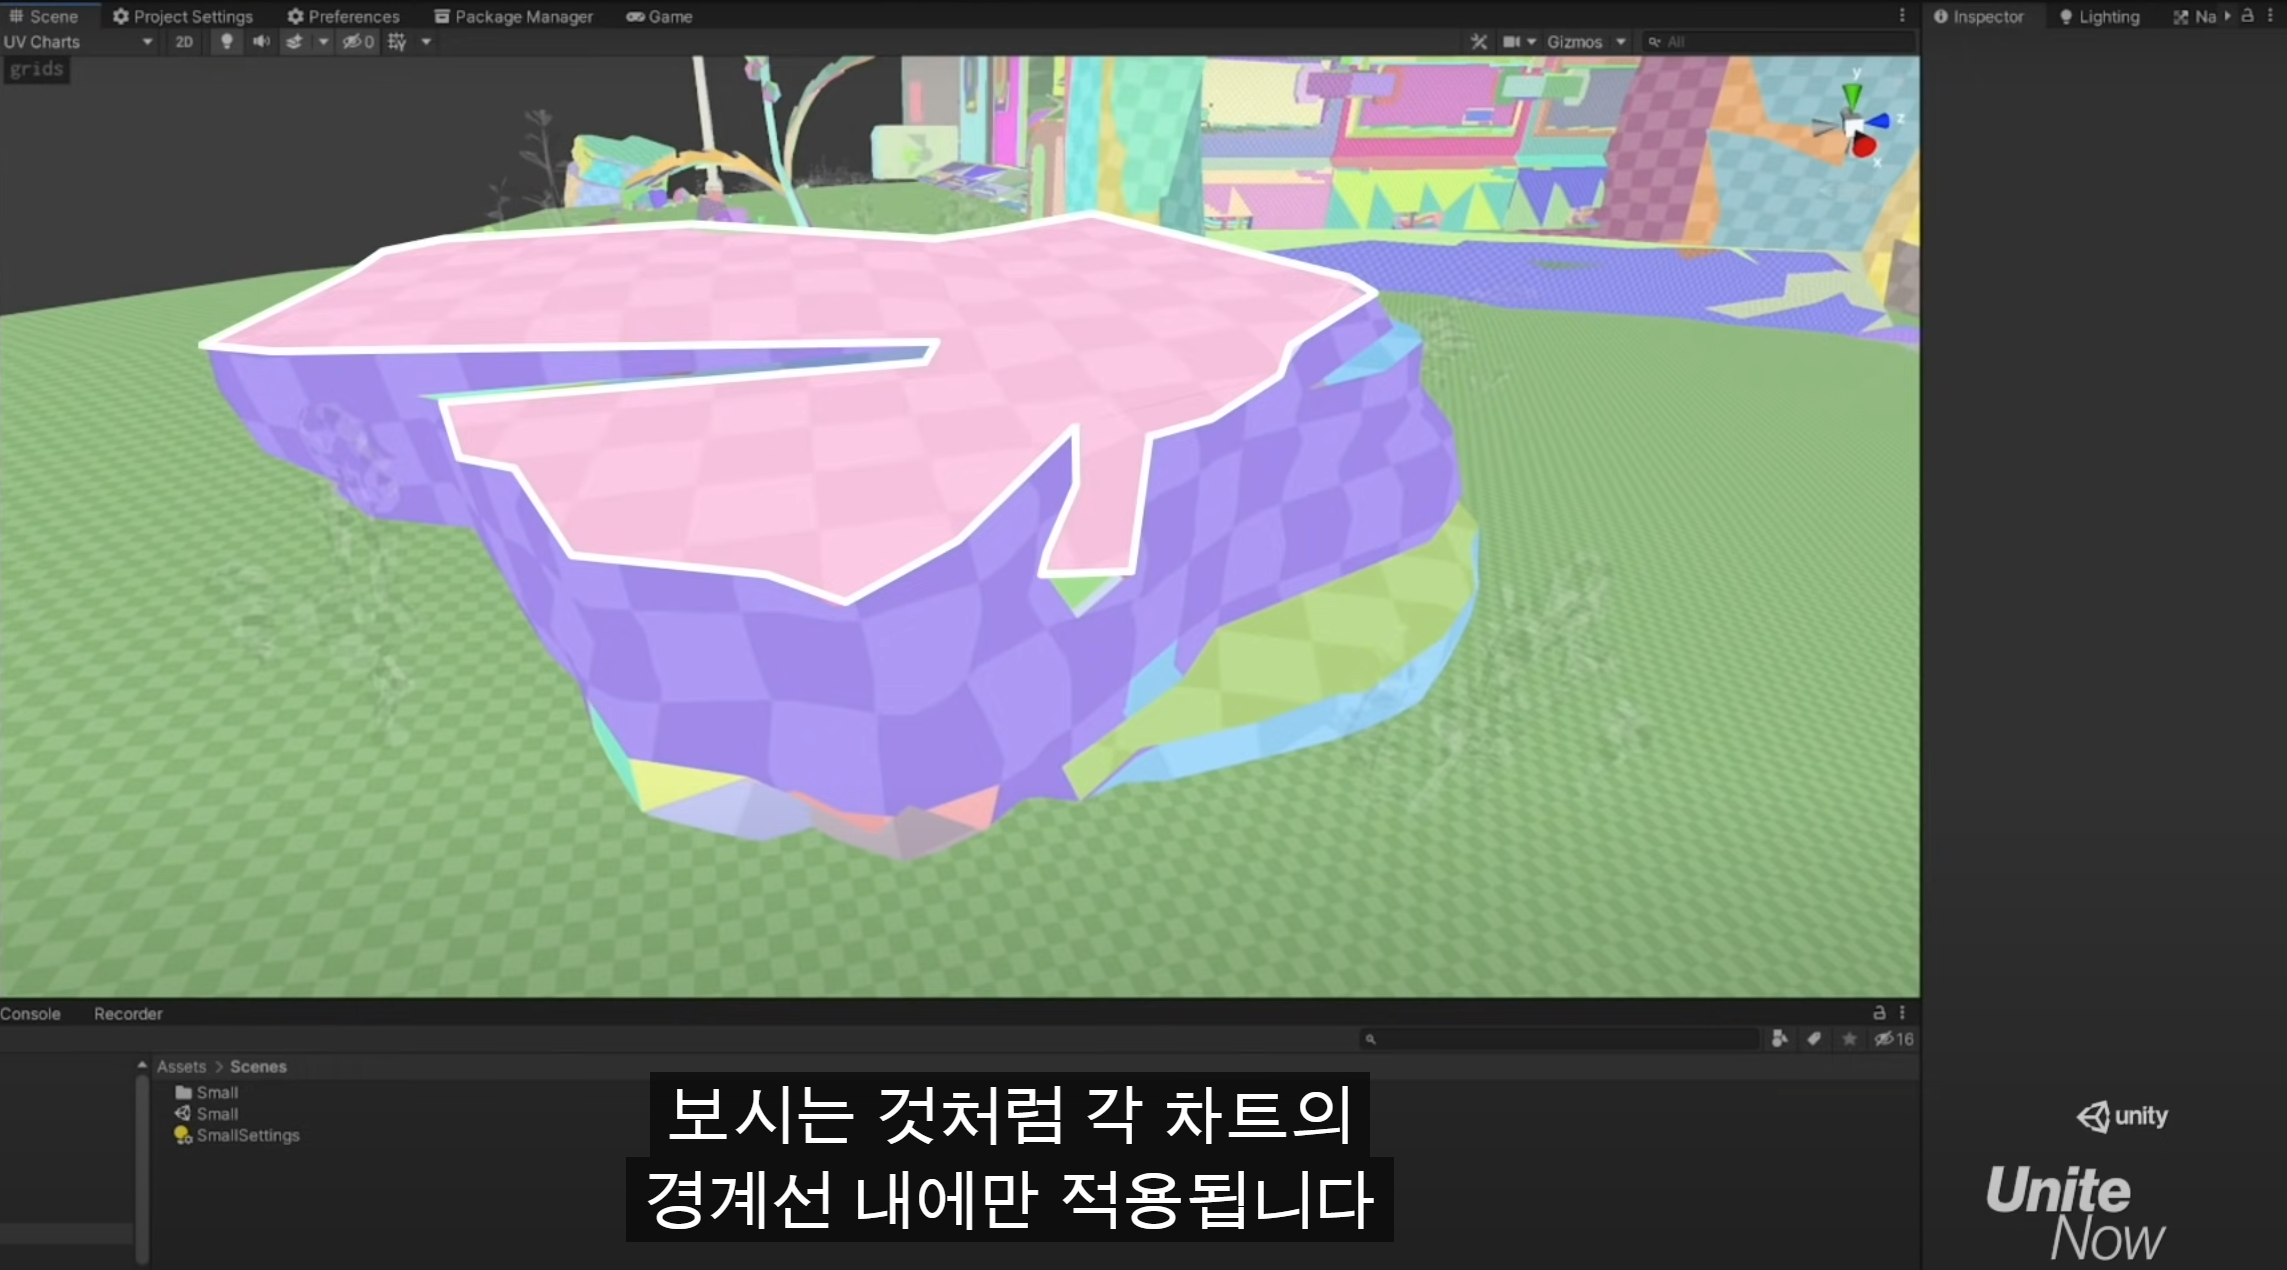 Scene Project Settings Preferences Package Manager Game
Inspector Lighting Na
UV Charts 2D 0 Gizmos All
grids
y
z
x
Console Recorder
16
Assets > Scenes
Small
Small
SmallSettings
보시는 것처럼 각 차트의
경계선 내에만 적용됩니다
unity
Unite
Now